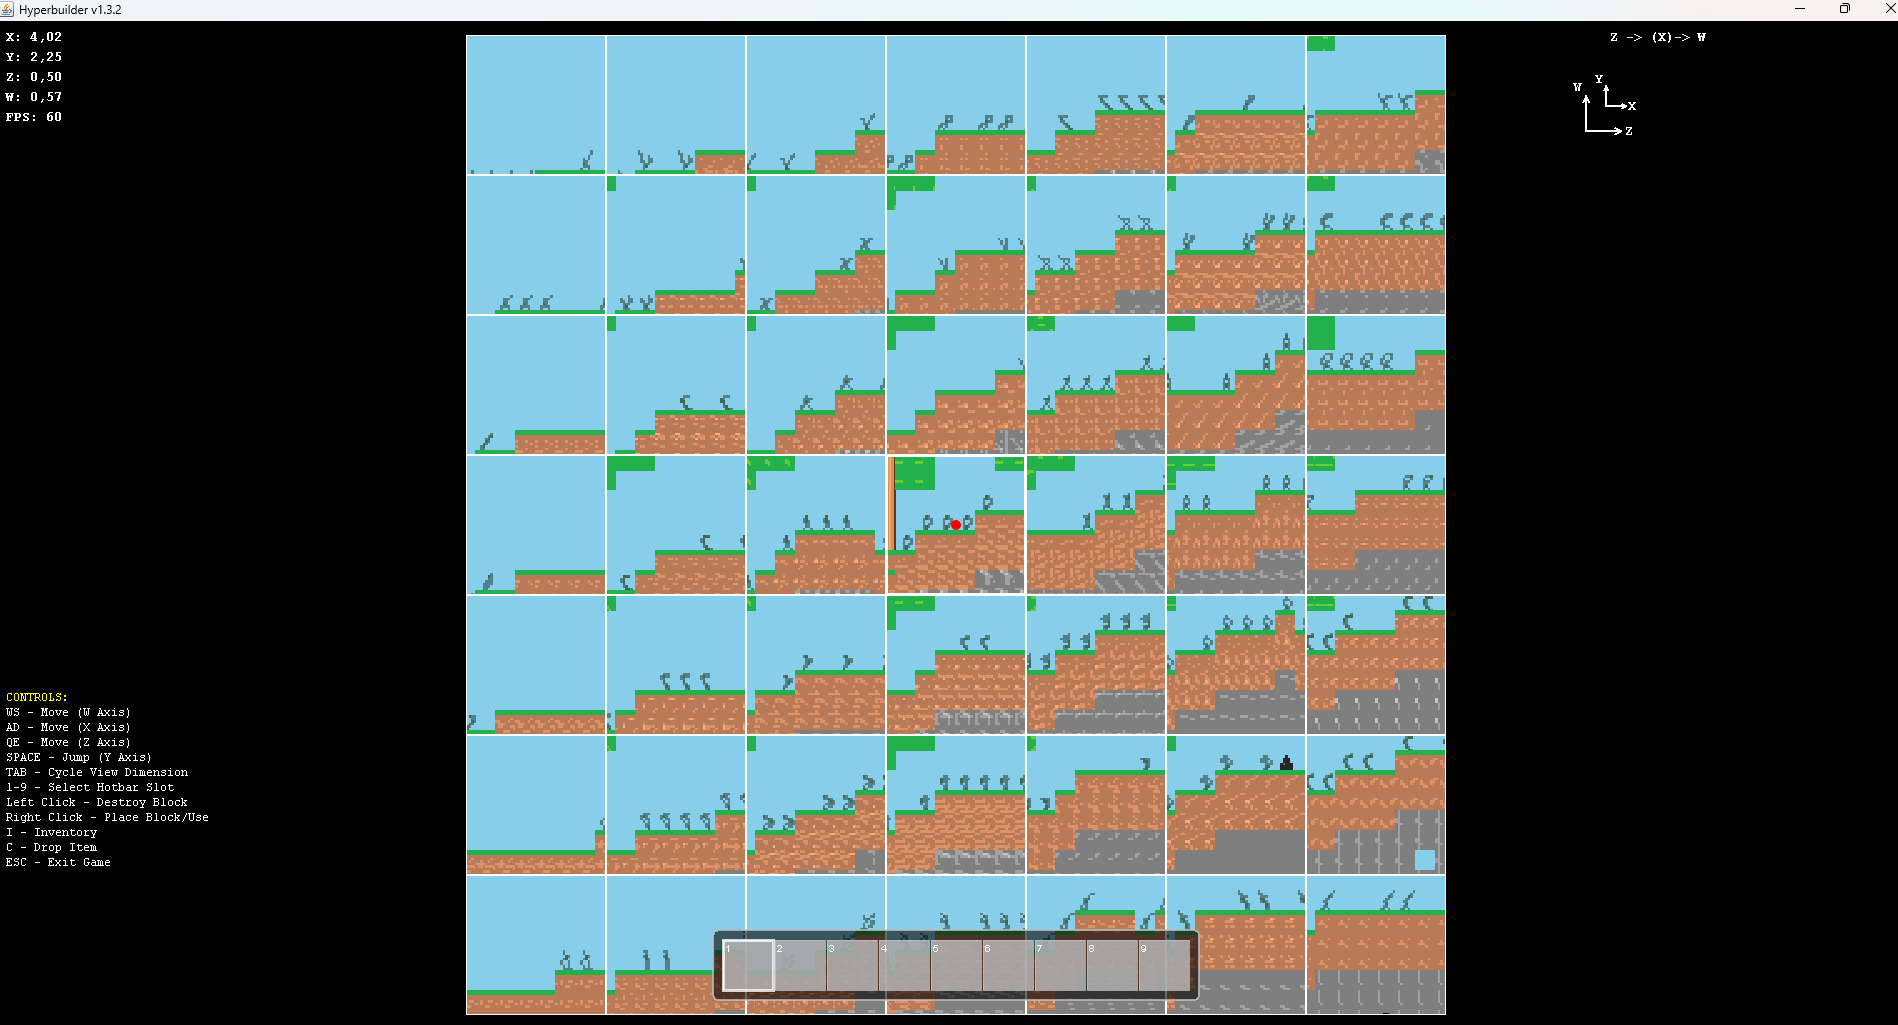 Hyperbuilder v1.3.2
X: 4,02
Y: 2,25
Z: 0,50
W: 0,57
FPS: 60
Z -> (X)-> W
W
Y
X
Z
CONTROLS:
WS - Move (W Axis)
AD - Move (X Axis)
QE - Move (Z Axis)
SPACE - Jump (Y Axis)
TAB - Cycle View Dimension
1-9 - Select Hotbar Slot
Left Click - Destroy Block
Right Click - Place Block/Use
I - Inventory
C - Drop Item
ESC - Exit Game
1 2 3 4 5 6 7 8 9